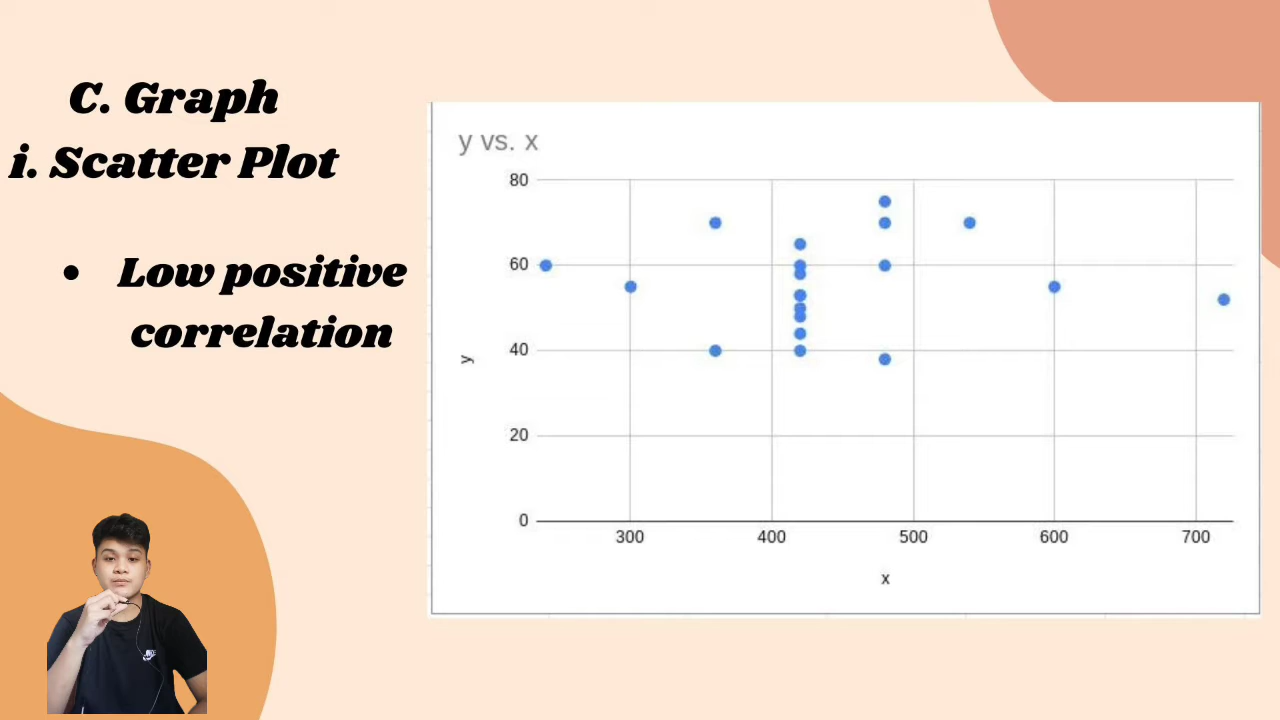 C. Graph
i. Scatter Plot
• Low positive
correlation
y vs. x
80
60
40
20
0
y
300 400 500 600 700
x